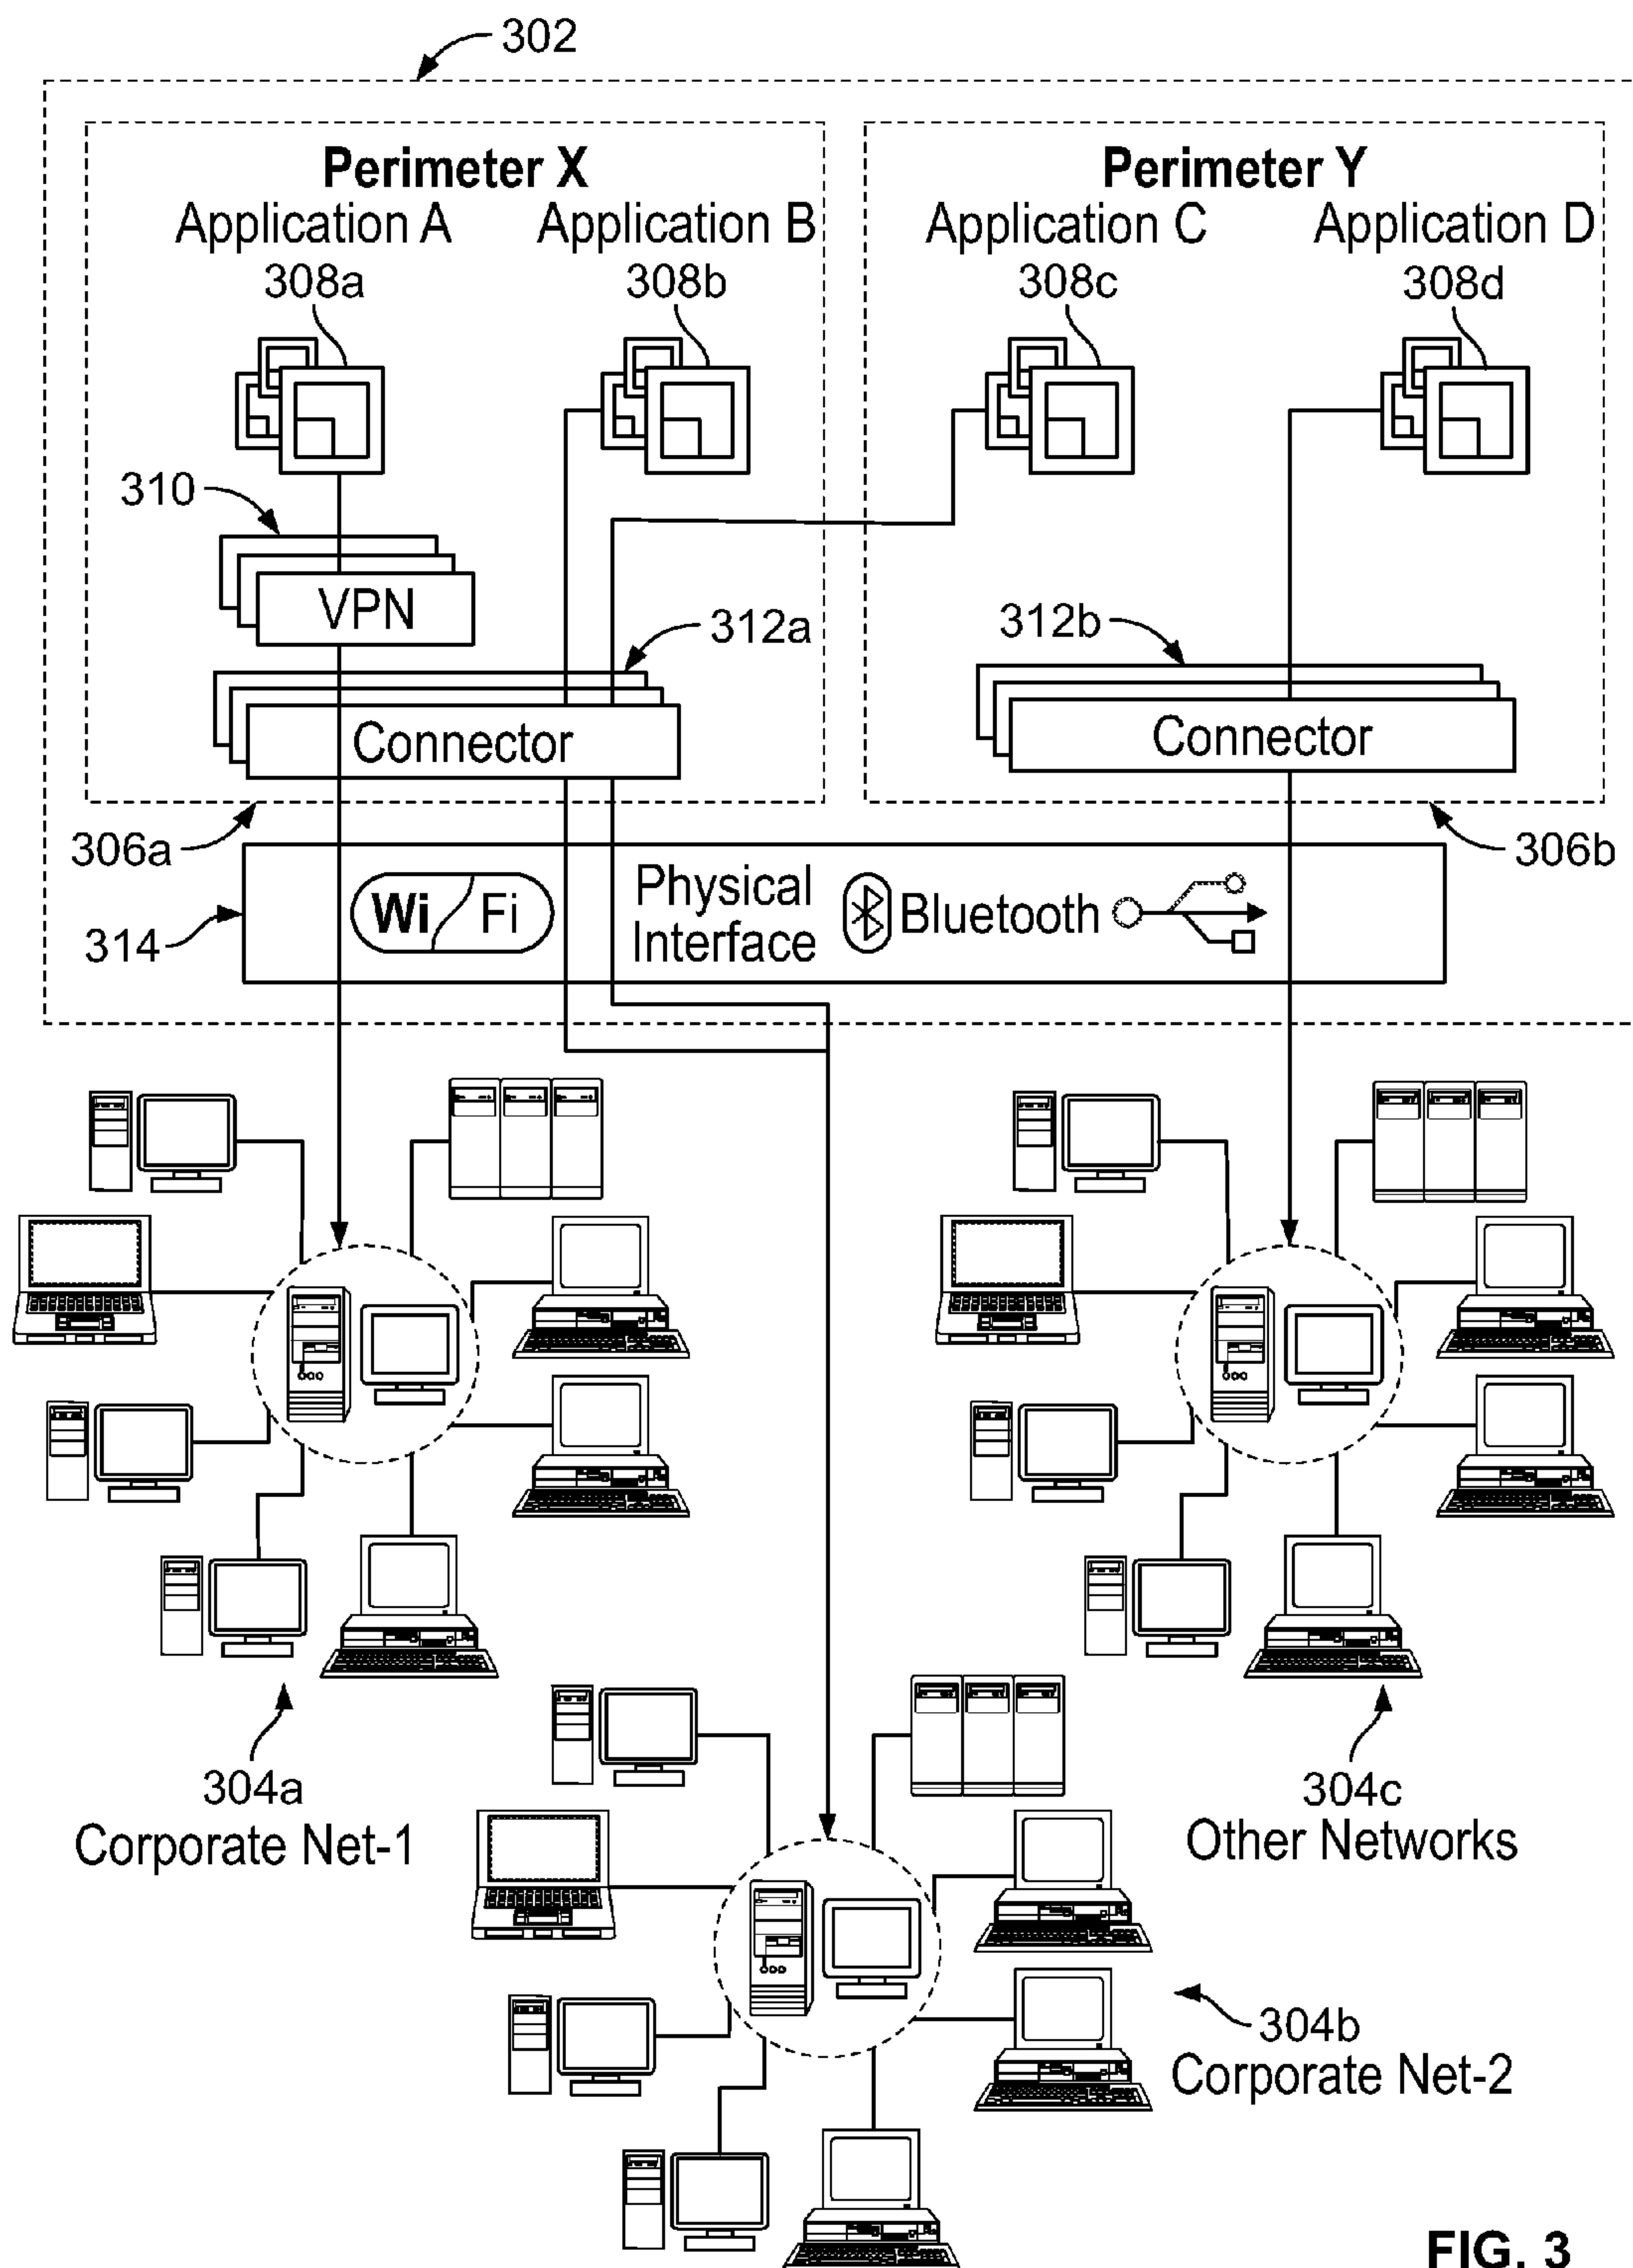 302
Perimeter X
Perimeter Y
Application A
Application B
Application C
Application D
308a
308b
308c
308d
310
VPN
312a
312b
Connector
Connector
306a
306b
Wi Fi
Physical
Interface
Bluetooth
314
304a
Corporate Net-1
304c
Other Networks
304b
Corporate Net-2
FIG. 3